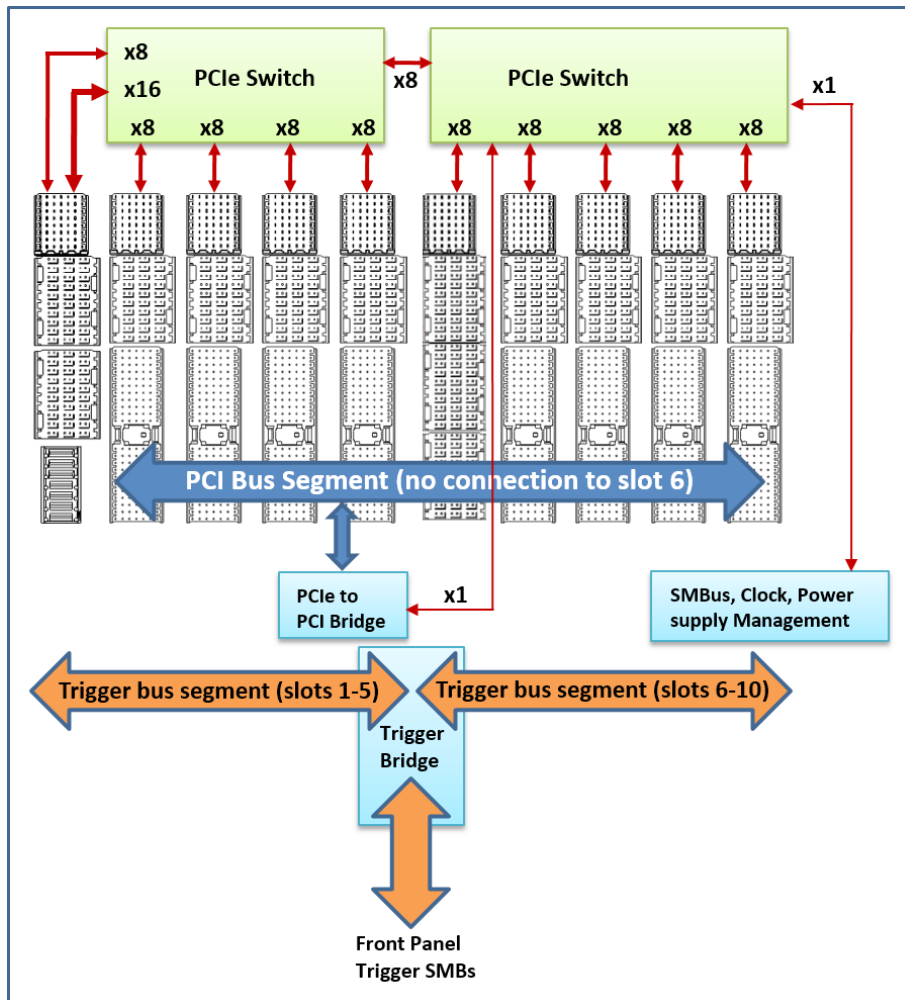 x8
PCIe Switch
PCIe Switch
x16
x8
x1
x8
x8
x8
x8
x8
x8
x8
x8
x8
PCI Bus Segment (no connection to slot 6)
PCIe to
PCI Bridge
x1
SMBus, Clock, Power
supply Management
Trigger bus segment (slots 1-5)
Trigger bus segment (slots 6-10)
Trigger
Bridge
Front Panel
Trigger SMBs